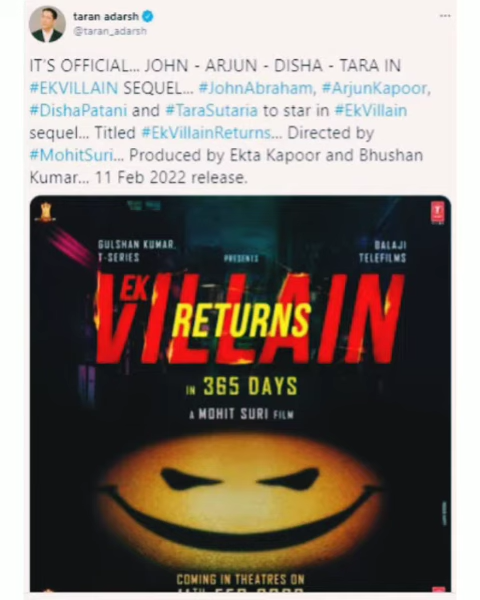 taran adarsh
@taran_adarsh
IT'S OFFICIAL... JOHN - ARJUN - DISHA - TARA IN
#EKVILLAIN SEQUEL... #JohnAbraham, #ArjunKapoor,
#DishaPatani and #TaraSutaria to star in #EkVillain
sequel... Titled #EkVillainReturns... Directed by
#MohitSuri... Produced by Ekta Kapoor and Bhushan
Kumar... 11 Feb 2022 release.
GULSHAN KUMAR,
T-SERIES
PRESENTS
BALAJI
TELEFILMS
EK
VILLAIN
RETURNS
IN 365 DAYS
A MOHIT SURI FILM
COMING IN THEATRES ON